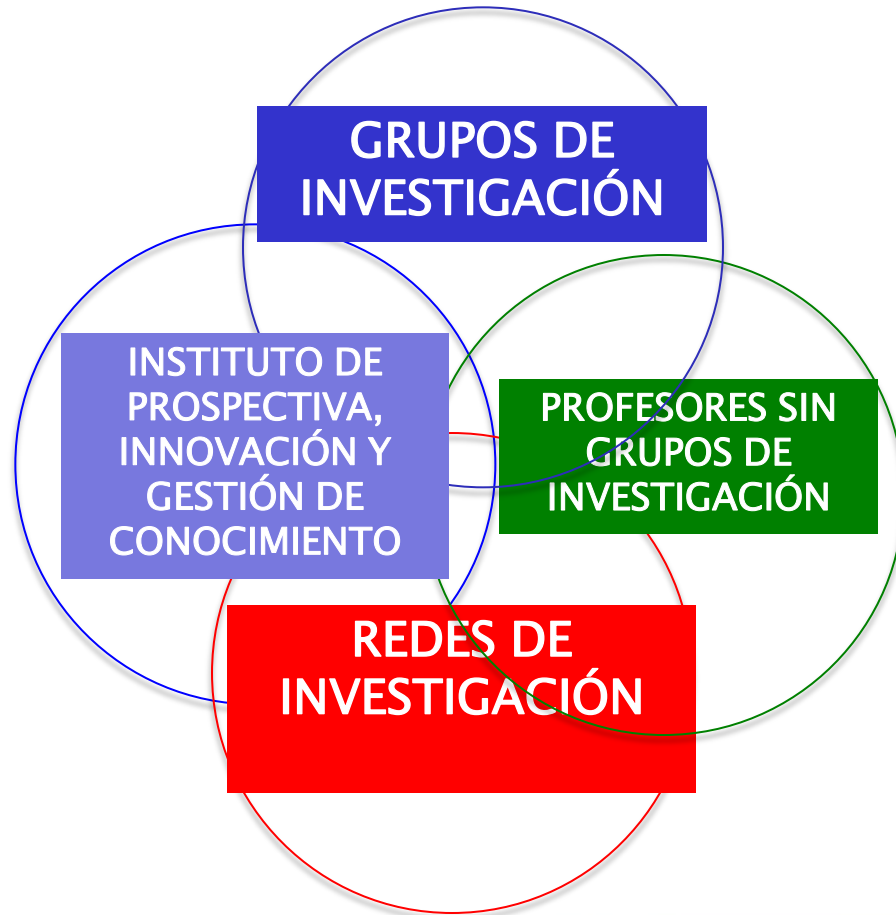 GRUPOS DE
INVESTIGACIÓN
INSTITUTO DE
PROSPECTIVA,
INNOVACIÓN Y
GESTIÓN DE
CONOCIMIENTO
PROFESORES SIN
GRUPOS DE
INVESTIGACIÓN
REDES DE
INVESTIGACIÓN